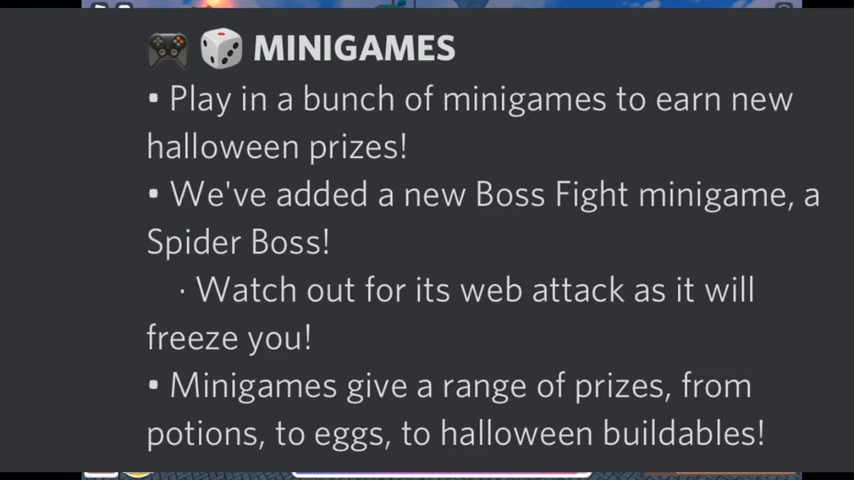 🎮 🎲 MINIGAMES
• Play in a bunch of minigames to earn new
halloween prizes!
• We've added a new Boss Fight minigame, a
Spider Boss!
· Watch out for its web attack as it will
freeze you!
• Minigames give a range of prizes, from
potions, to eggs, to halloween buildables!